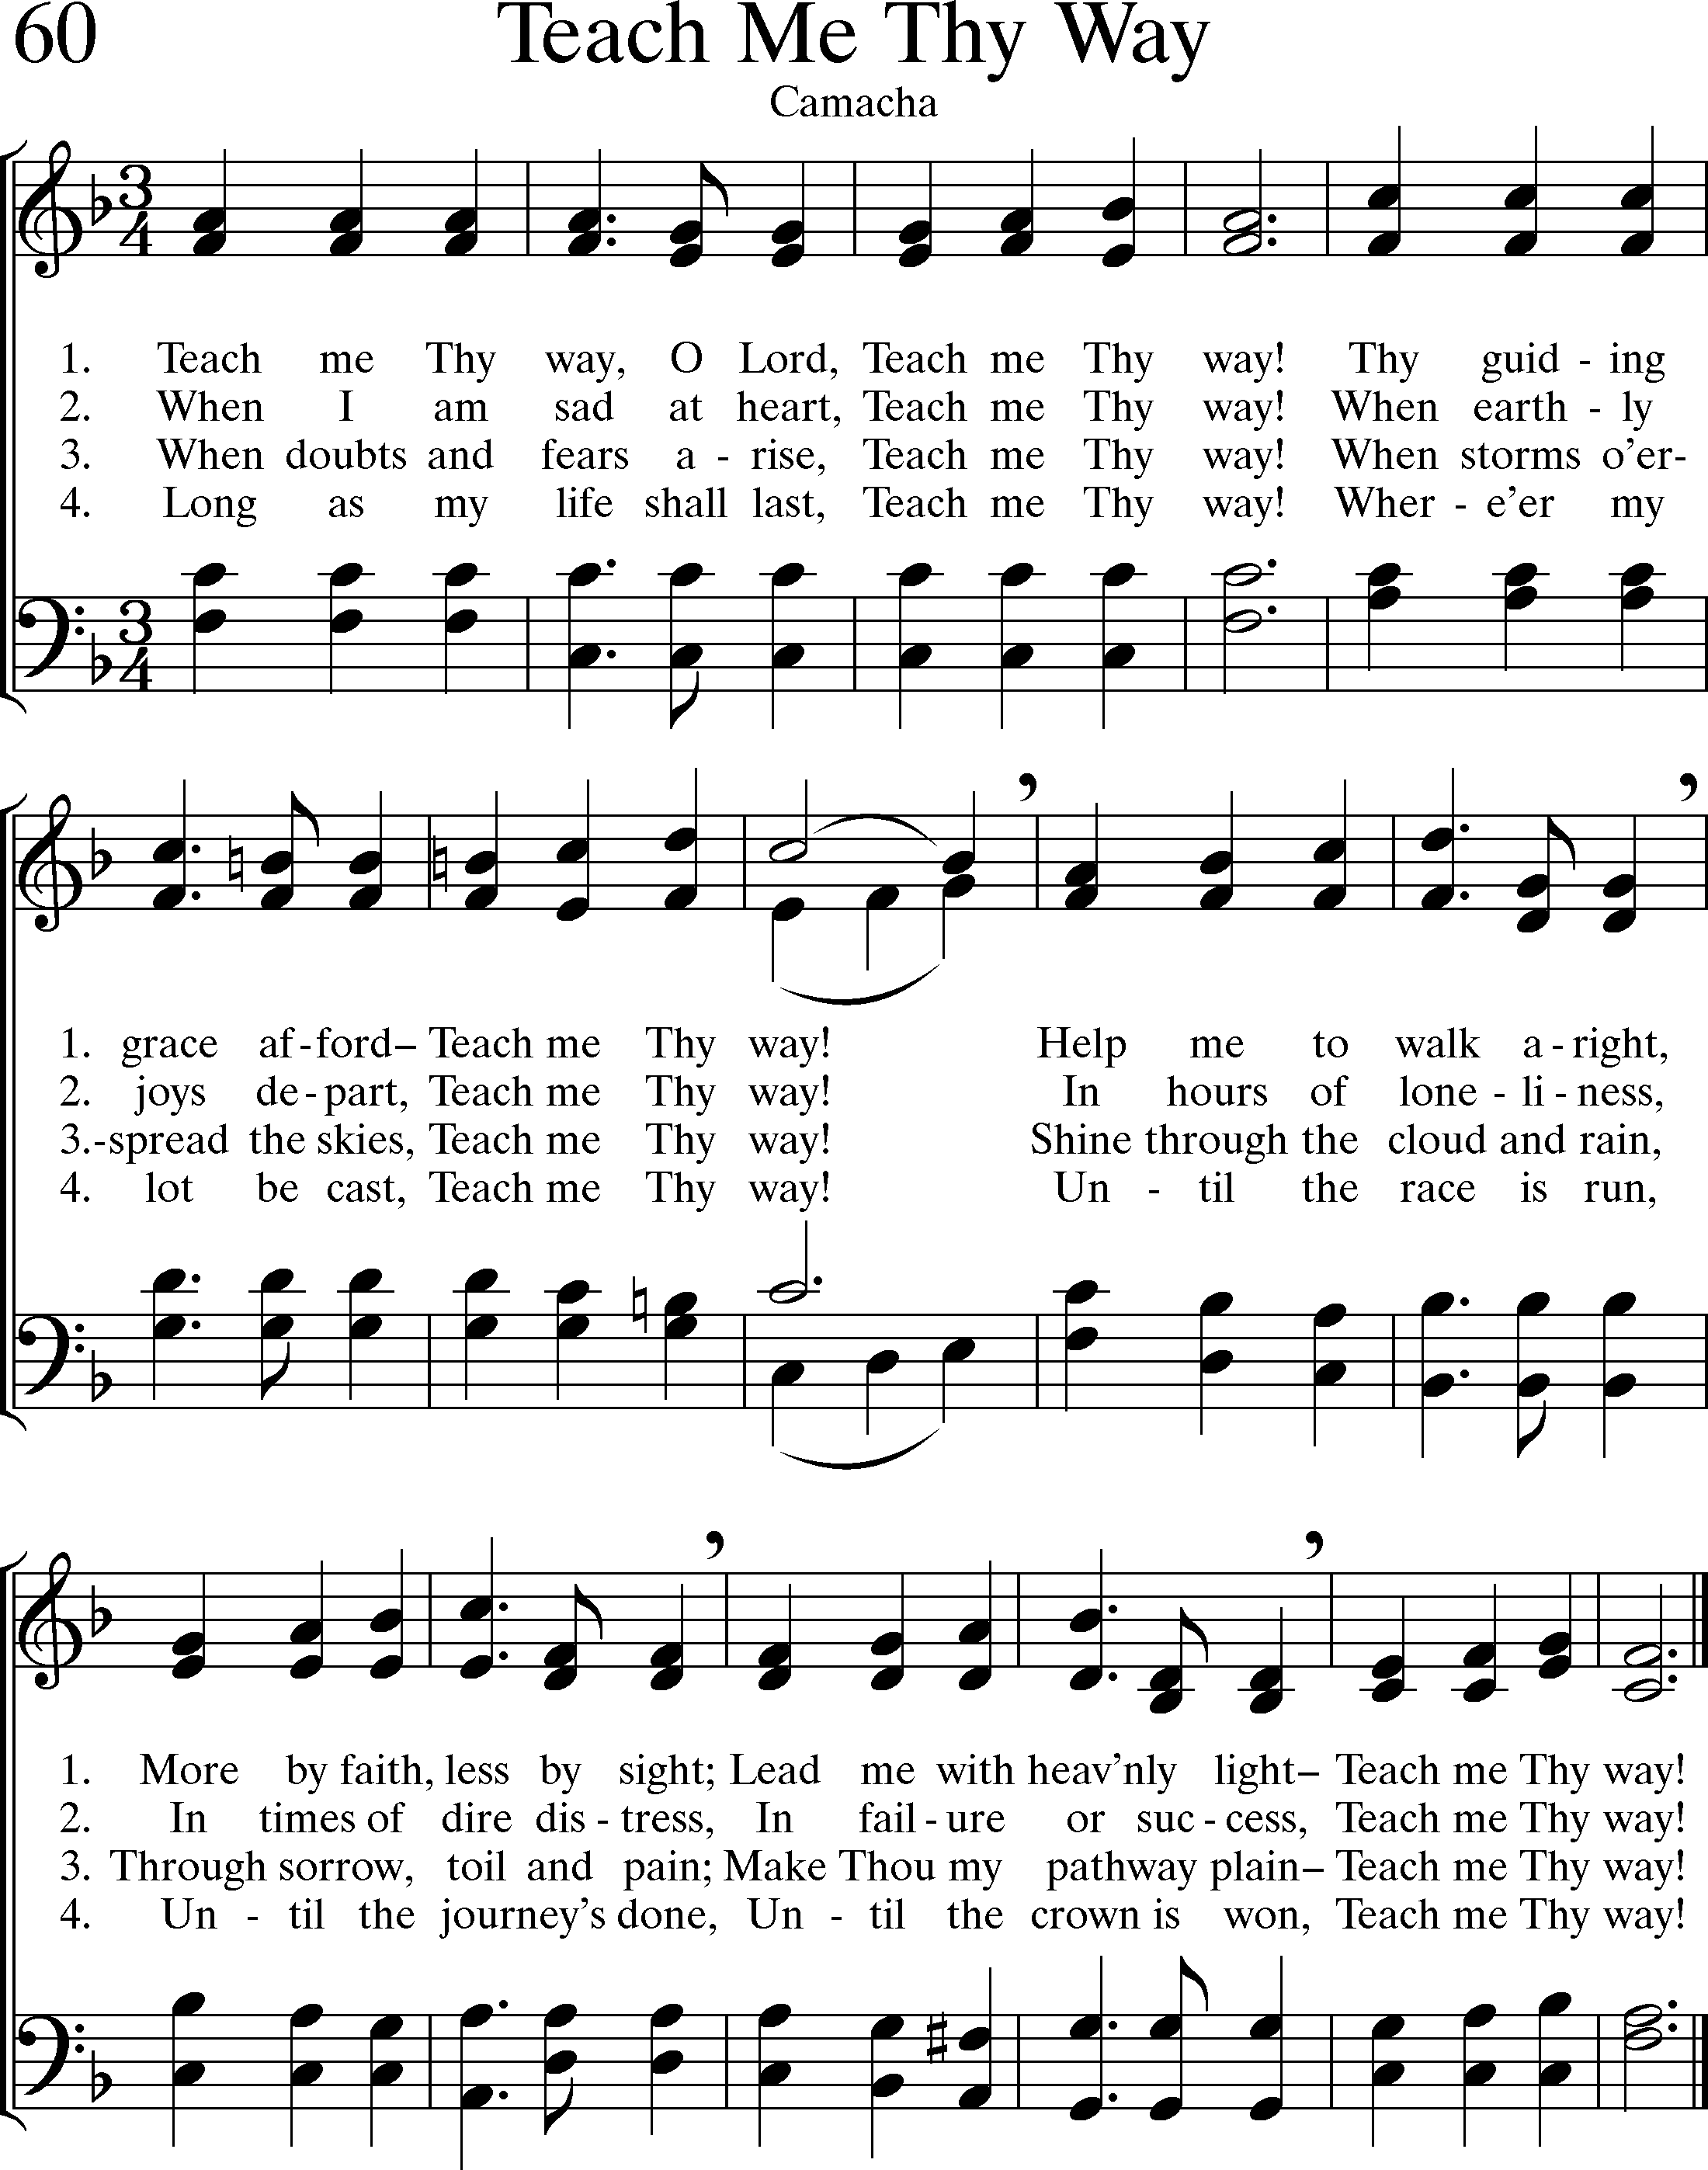 60 Teach Me Thy Way
Camacha
3
4
1. Teach me Thy way, O Lord, Teach me Thy way! Thy guid - ing
2. When I am sad at heart, Teach me Thy way! When earth - ly
3. When doubts and fears a - rise, Teach me Thy way! When storms o'er-
4. Long as my life shall last, Teach me Thy way! Wher - e'er my
3
4
1. grace af - ford– Teach me Thy way! Help me to walk a - right,
2. joys de - part, Teach me Thy way! In hours of lone - li - ness,
3.-spread the skies, Teach me Thy way! Shine through the cloud and rain,
4. lot be cast, Teach me Thy way! Un - til the race is run,
1. More by faith, less by sight; Lead me with heav'nly light– Teach me Thy way!
2. In times of dire dis - tress, In fail - ure or suc - cess, Teach me Thy way!
3. Through sorrow, toil and pain; Make Thou my pathway plain– Teach me Thy way!
4. Un - til the journey's done, Un - til the crown is won, Teach me Thy way!